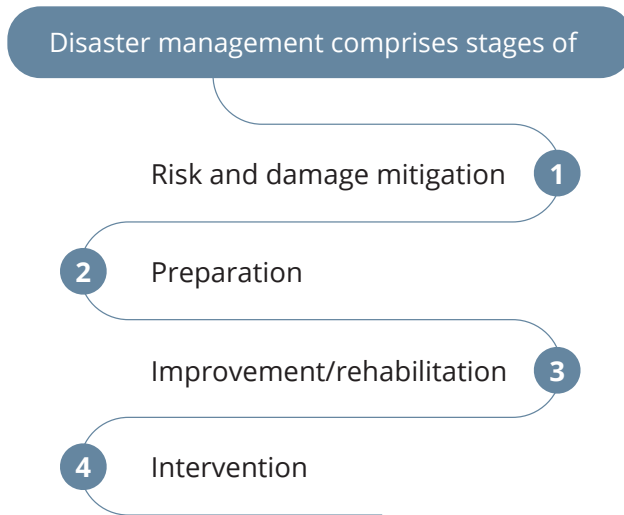 Disaster management comprises stages of
Risk and damage mitigation 1
2 Preparation
Improvement/rehabilitation 3
4 Intervention